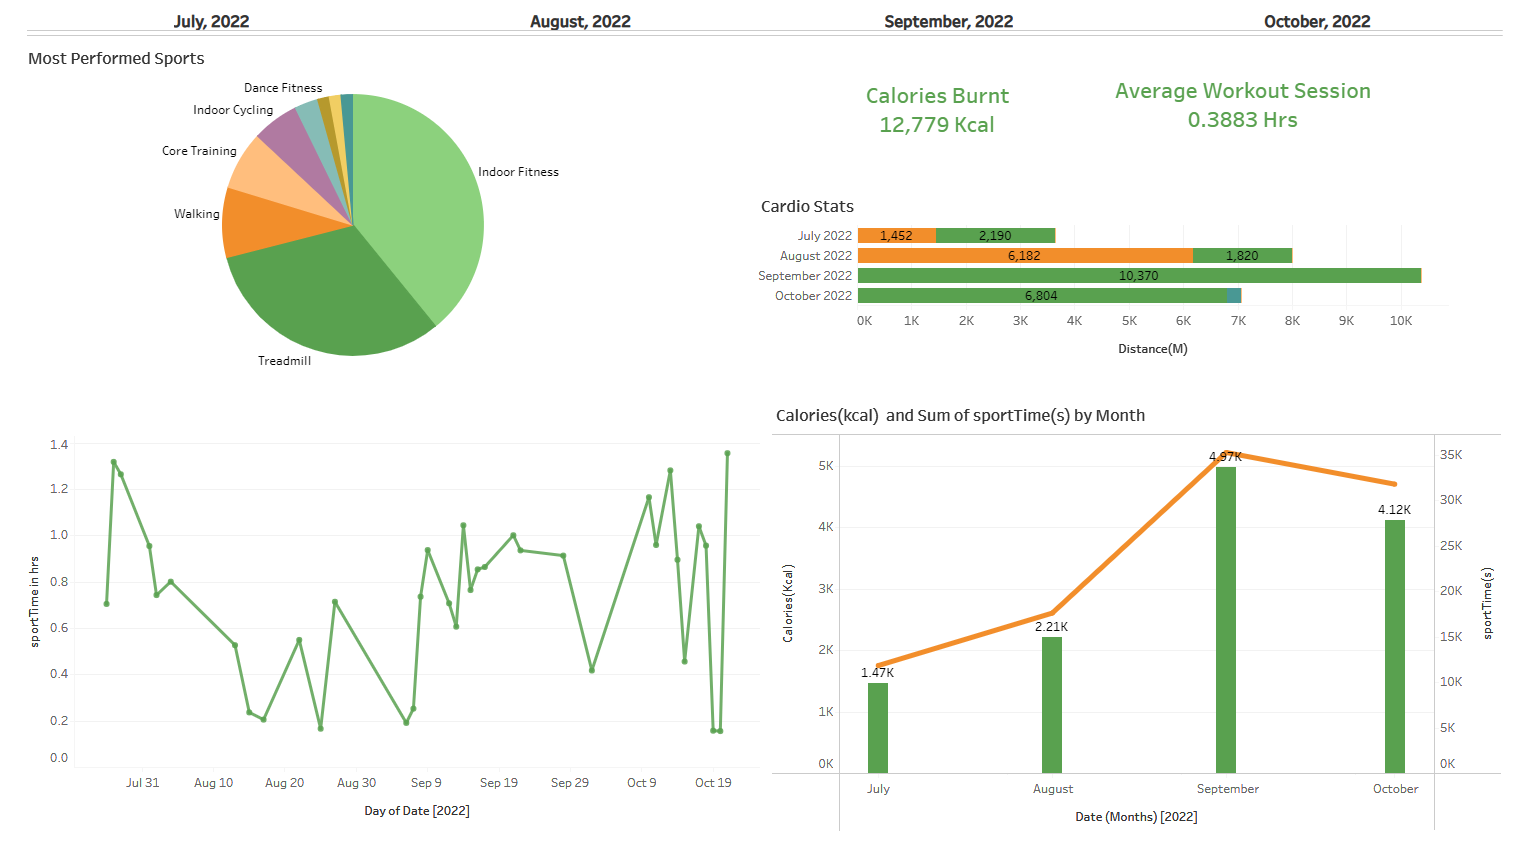 July, 2022
August, 2022
September, 2022
October, 2022
Most Performed Sports
Dance Fitness
Indoor Cycling
Core Training
Walking
Indoor Fitness
Treadmill
Calories Burnt
12,779 Kcal
Average Workout Session
0.3883 Hrs
Cardio Stats
July 2022
1,452
2,190
August 2022
6,182
1,820
September 2022
10,370
October 2022
6,804
0K
1K
2K
3K
4K
5K
6K
7K
8K
9K
10K
Distance(M)
1.4
1.2
1.0
0.8
0.6
0.4
0.2
0.0
sportTime in hrs
Jul 31
Aug 10
Aug 20
Aug 30
Sep 9
Sep 19
Sep 29
Oct 9
Oct 19
Day of Date [2022]
Calories(kcal)  and Sum of sportTime(s) by Month
5K
4K
3K
2K
1K
0K
Calories(Kcal)
1.47K
2.21K
4.97K
4.12K
35K
30K
25K
20K
15K
10K
5K
0K
sportTime(s)
July
August
September
October
Date (Months) [2022]